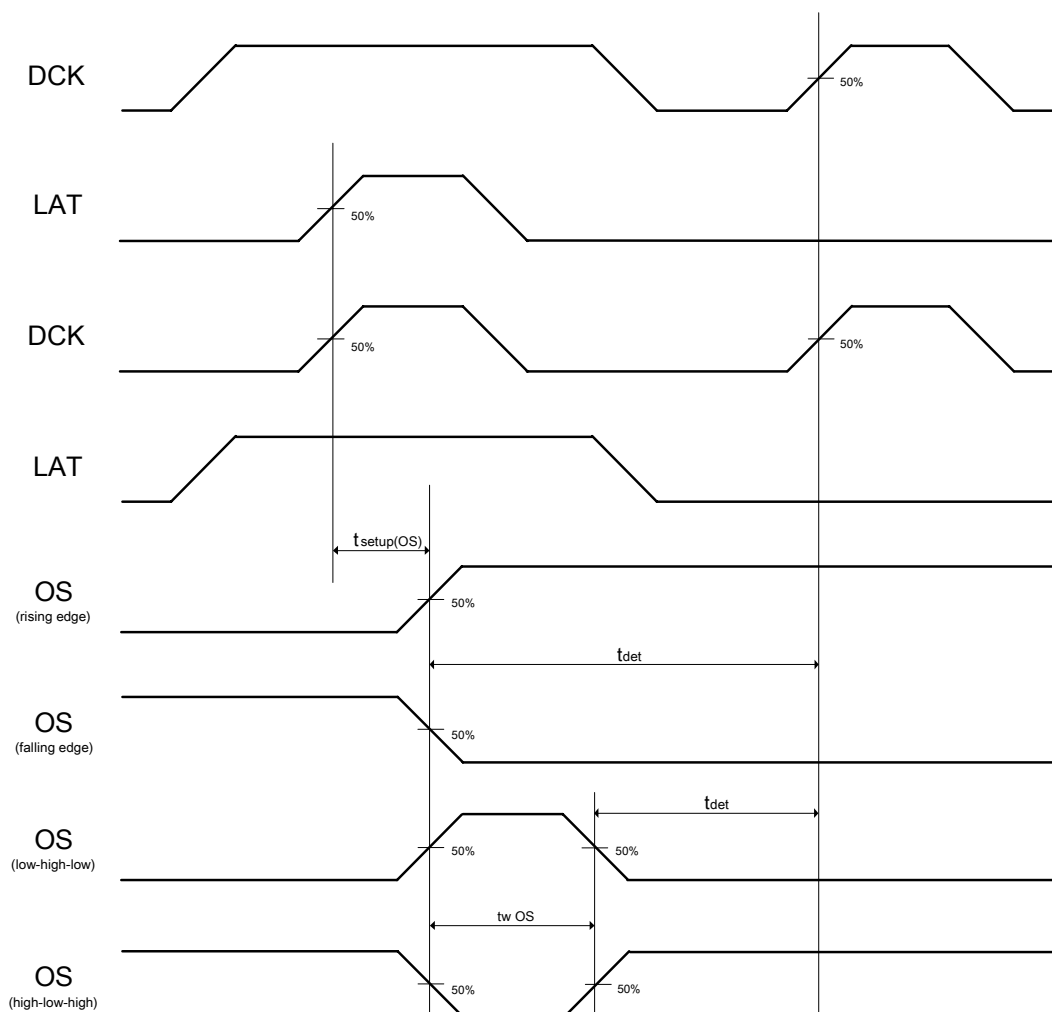 DCK
50%
LAT
50%
DCK
50%
50%
LAT
tsetup(OS)
OS
(rising edge)
50%
tdet
OS
(falling edge)
50%
tdet
OS
(low-high-low)
50%
50%
tw OS
OS
(high-low-high)
50%
50%